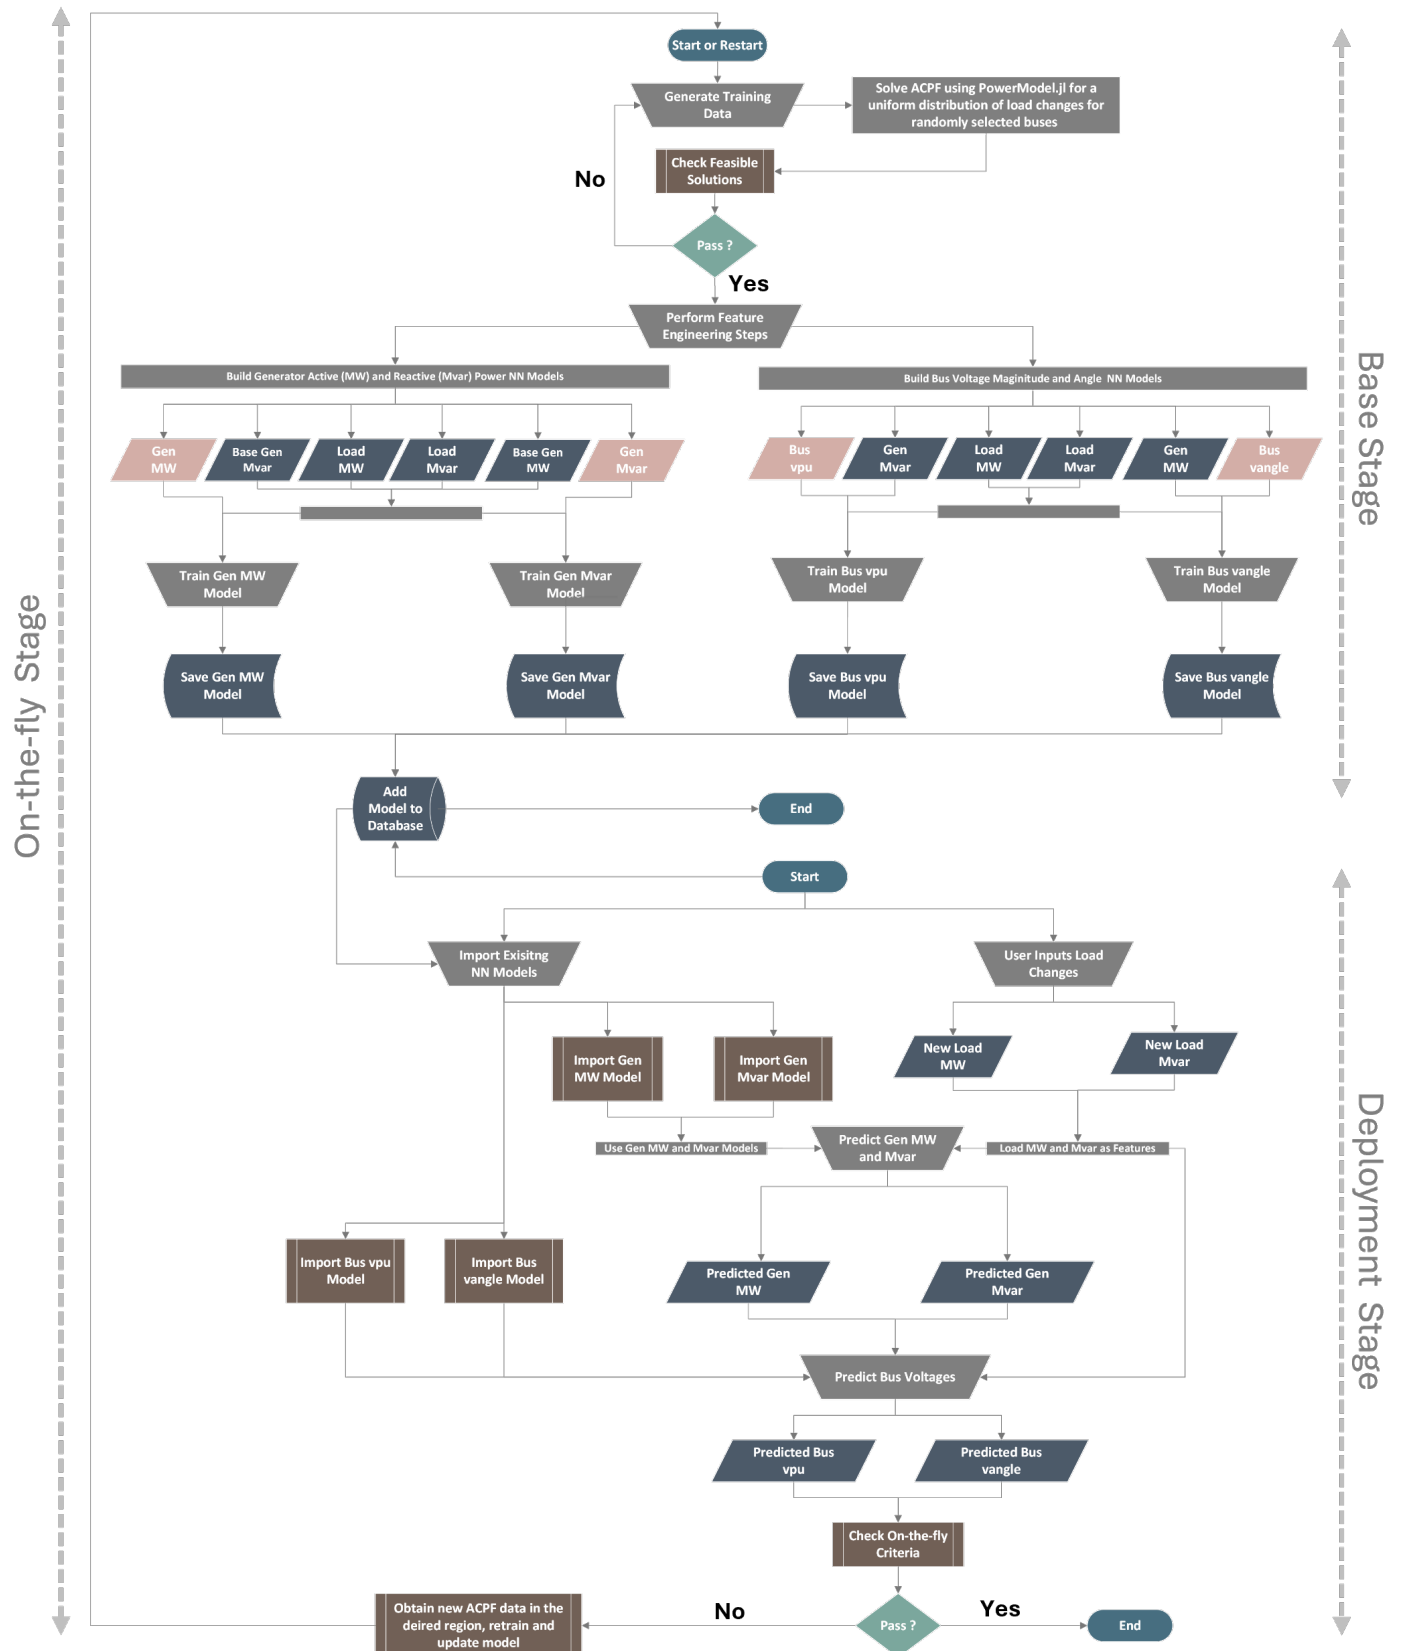 Start or Restart
Generate Training
Data
Solve ACPF using PowerModel.jl for a
uniform distribution of load changes for
randomly selected buses
Check Feasible
Solutions
No
Pass ?
Yes
Perform Feature
Engineering Steps
Build Generator Active (MW) and Reactive (Mvar) Power NN Models
Build Bus Voltage Maginitude and Angle NN Models
Gen
MW
Base Gen
Mvar
Load
MW
Load
Mvar
Base Gen
MW
Gen
Mvar
Bus
vpu
Gen
Mvar
Load
MW
Load
Mvar
Gen
MW
Bus
vangle
Train Gen MW
Model
Train Gen Mvar
Model
Train Bus vpu
Model
Train Bus vangle
Model
Save Gen MW
Model
Save Gen Mvar
Model
Save Bus vpu
Model
Save Bus vangle
Model
Base Stage
On-the-fly Stage
Add
Model to
Database
End
Start
Import Exisitng
NN Models
User Inputs Load
Changes
Import Gen
MW Model
Import Gen
Mvar Model
New Load
MW
New Load
Mvar
Use Gen MW and Mvar Models
Predict Gen MW
and Mvar
Load MW and Mvar as Features
Import Bus vpu
Model
Import Bus
vangle Model
Predicted Gen
MW
Predicted Gen
Mvar
Deployment Stage
Predict Bus Voltages
Predicted Bus
vpu
Predicted Bus
vangle
Check On-the-fly
Criteria
Obtain new ACPF data in the
deired region, retrain and
update model
No
Pass ?
Yes
End